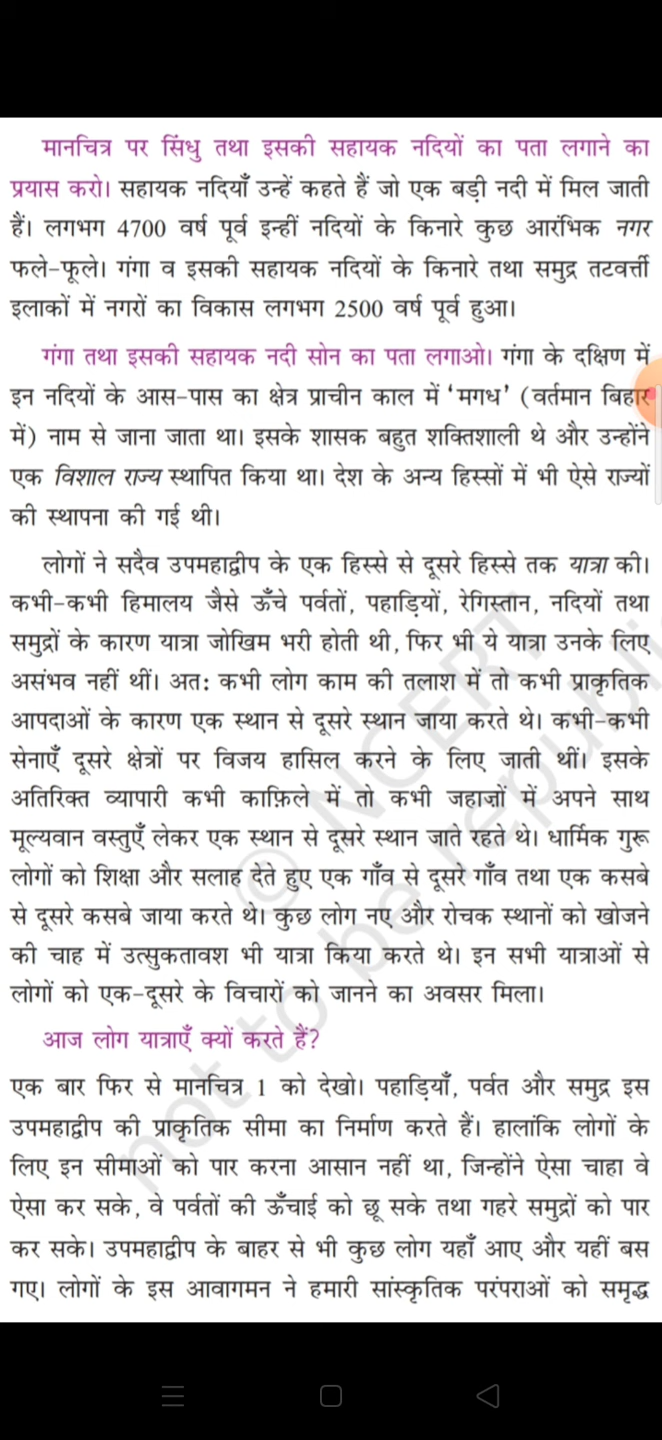 मानचित्र पर सिंधु तथा इसकी सहायक नदियों का पता लगाने का
प्रयास करो। सहायक नदियाँ उन्हें कहते हैं जो एक बड़ी नदी में मिल जाती
हैं। लगभग 4700 वर्ष पूर्व इन्हीं नदियों के किनारे कुछ आरंभिक नगर
फले-फूले। गंगा व इसकी सहायक नदियों के किनारे तथा समुद्र तटवर्त्ती
इलाकों में नगरों का विकास लगभग 2500 वर्ष पूर्व हुआ।
गंगा तथा इसकी सहायक नदी सोन का पता लगाओ। गंगा के दक्षिण में
इन नदियों के आस-पास का क्षेत्र प्राचीन काल में ‘मगध’ (वर्तमान बिहार
में) नाम से जाना जाता था। इसके शासक बहुत शक्तिशाली थे और उन्होंने
एक विशाल राज्य स्थापित किया था। देश के अन्य हिस्सों में भी ऐसे राज्यों
की स्थापना की गई थी।
लोगों ने सदैव उपमहाद्वीप के एक हिस्से से दूसरे हिस्से तक यात्रा की।
कभी-कभी हिमालय जैसे ऊँचे पर्वतों, पहाड़ियों, रेगिस्तान, नदियों तथा
समुद्रों के कारण यात्रा जोखिम भरी होती थी, फिर भी ये यात्रा उनके लिए
असंभव नहीं थीं। अतः कभी लोग काम की तलाश में तो कभी प्राकृतिक
आपदाओं के कारण एक स्थान से दूसरे स्थान जाया करते थे। कभी-कभी
सेनाएँ दूसरे क्षेत्रों पर विजय हासिल करने के लिए जाती थीं। इसके
अतिरिक्त व्यापारी कभी काफ़िले में तो कभी जहाज़ों में अपने साथ
मूल्यवान वस्तुएँ लेकर एक स्थान से दूसरे स्थान जाते रहते थे। धार्मिक गुरू
लोगों को शिक्षा और सलाह देते हुए एक गाँव से दूसरे गाँव तथा एक कसबे
से दूसरे कसबे जाया करते थे। कुछ लोग नए और रोचक स्थानों को खोजने
की चाह में उत्सुकतावश भी यात्रा किया करते थे। इन सभी यात्राओं से
लोगों को एक-दूसरे के विचारों को जानने का अवसर मिला।
आज लोग यात्राएँ क्यों करते हैं?
एक बार फिर से मानचित्र 1 को देखो। पहाड़ियाँ, पर्वत और समुद्र इस
उपमहाद्वीप की प्राकृतिक सीमा का निर्माण करते हैं। हालांकि लोगों के
लिए इन सीमाओं को पार करना आसान नहीं था, जिन्होंने ऐसा चाहा वे
ऐसा कर सके, वे पर्वतों की ऊँचाई को छू सके तथा गहरे समुद्रों को पार
कर सके। उपमहाद्वीप के बाहर से भी कुछ लोग यहाँ आए और यहीं बस
गए। लोगों के इस आवागमन ने हमारी सांस्कृतिक परंपराओं को समृद्ध
© NCERT
not to be republi